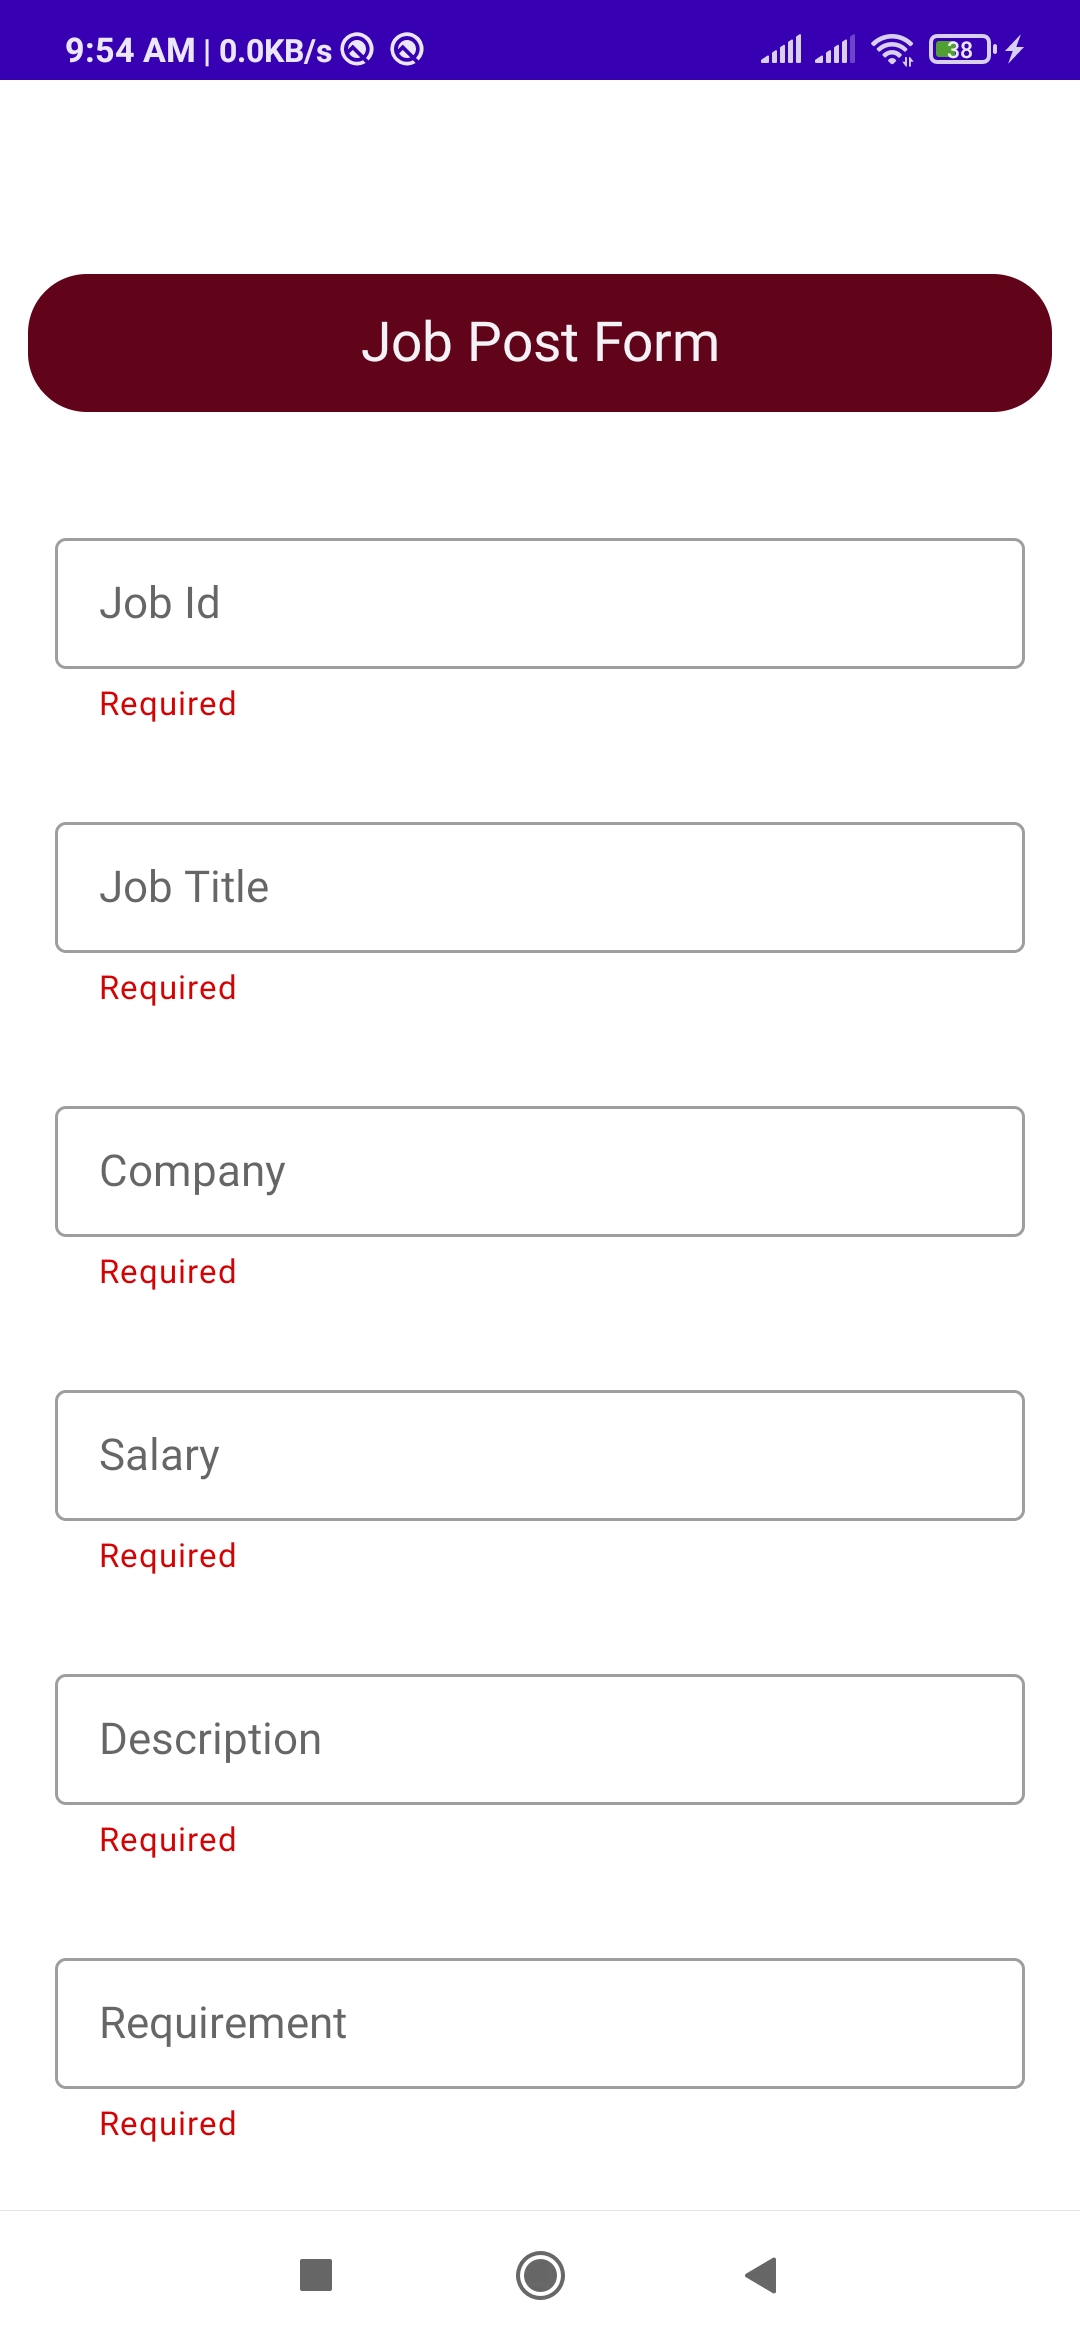 9:54 AM | 0.0KB/s
38
Job Post Form
Job Id
Required
Job Title
Required
Company
Required
Salary
Required
Description
Required
Requirement
Required